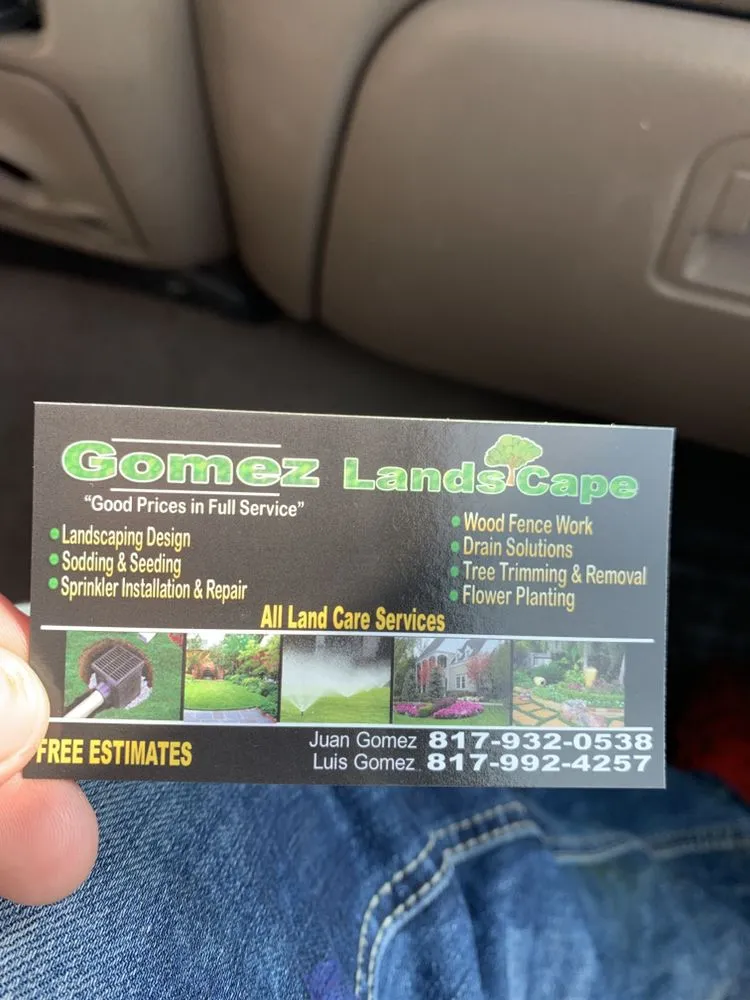 Gomez Lands Cape
“Good Prices in Full Service”
• Landscaping Design
• Sodding & Seeding
• Sprinkler Installation & Repair
• Wood Fence Work
• Drain Solutions
• Tree Trimming & Removal
• Flower Planting
All Land Care Services
FREE ESTIMATES
Juan Gomez 817-932-0538
Luis Gomez 817-992-4257